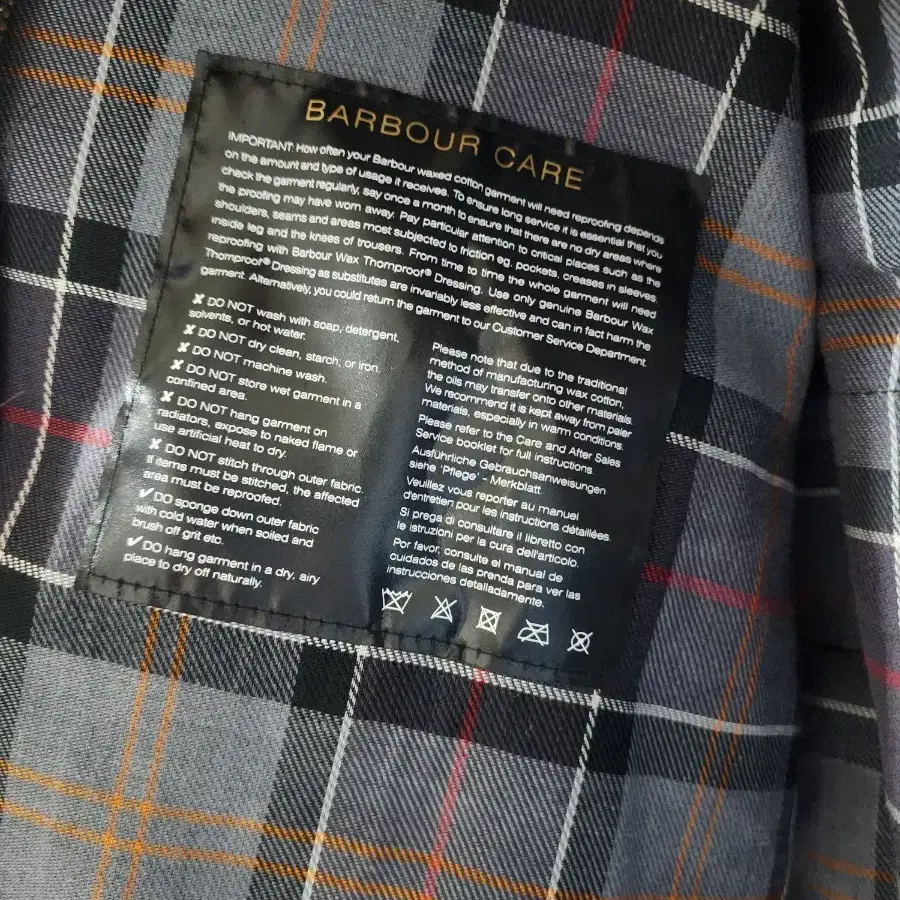 BARBOUR CARE
IMPORTANT: How often your Barbour waxed cotton garment will need reproofing depends
on the amount and type of usage it receives. To ensure long service it is essential that you
check the garment regularly, say once a month to ensure that there are no dry areas where
the proofing may have worn away. Pay particular attention to critical places such as the
shoulders, seams and areas most subjected to friction eg. pockets, creases in sleeves,
inside leg and the knees of trousers. From time to time the whole garment will need
reproofing with Barbour Wax Thornproof® Dressing. Use only genuine Barbour Wax
Thornproof® Dressing as substitutes are invariably less effective and can in fact harm the
garment. Alternatively, you could return the garment to our Customer Service Department.
✘ DO NOT wash with soap, detergent,
solvents, or hot water.
✘ DO NOT dry clean, starch, or iron.
✘ DO NOT machine wash.
✘ DO NOT store wet garment in a
confined area.
✘ DO NOT hang garment on
radiators, expose to naked flame or
use artificial heat to dry.
✘ DO NOT stitch through outer fabric.
If items must be stitched, the affected
area must be reproofed.
✔ DO sponge down outer fabric
with cold water when soiled and
brush off grit etc.
✔ DO hang garment in a dry, airy
place to dry off naturally.
Please note that due to the traditional
method of manufacturing wax cotton,
the oils may transfer onto other materials.
We recommend it is kept away from paler
materials, especially in warm conditions.
Please refer to the Care and After Sales
Service booklet for full instructions.
Ausführliche Gebrauchsanweisungen
siehe 'Pflege' - Merkblatt.
Veuillez vous reporter au manuel
d'entretien pour les instructions détaillées.
Si prega di consultare il libretto con
le istruzioni per la cura dell'articolo.
Por favor, consulte el manual de
cuidados de las prenda para ver las
instrucciones detalladamente.